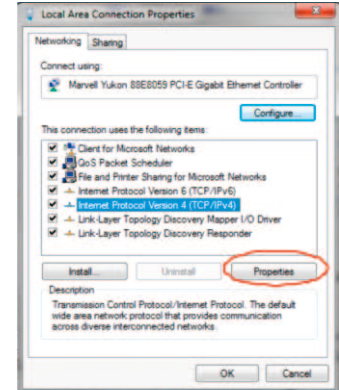 Local Area Connection Properties
Networking Sharing
Connect using:
Marvell Yukon 88E8059 PCI-E Gigabit Ethernet Controller
Configure...
This connection uses the following items:
Client for Microsoft Networks
QoS Packet Scheduler
File and Printer Sharing for Microsoft Networks
Internet Protocol Version 6 (TCP/IPv6)
Internet Protocol Version 4 (TCP/IPv4)
Link-Layer Topology Discovery Mapper I/O Driver
Link-Layer Topology Discovery Responder
Install... Uninstall Properties
Description
Transmission Control Protocol/Internet Protocol. The default
wide area network protocol that provides communication
across diverse interconnected networks.
OK Cancel